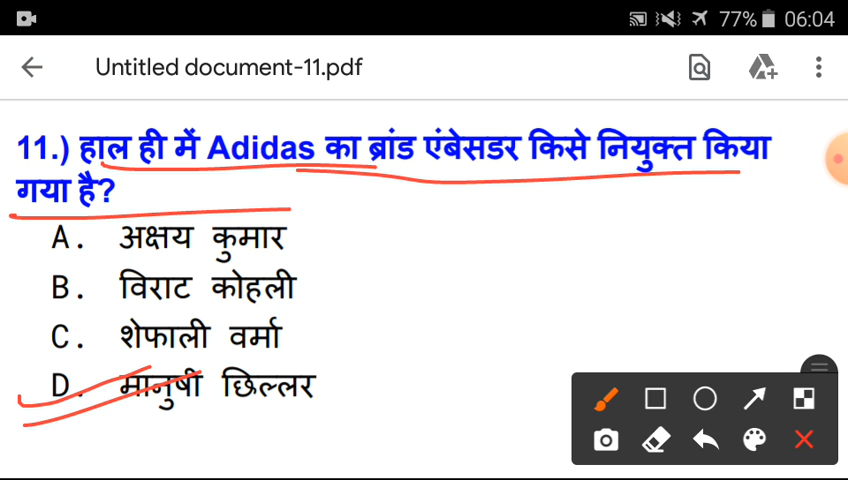 77% 06:04
Untitled document-11.pdf
11.) हाल ही में Adidas का ब्रांड एंबेसडर किसे नियुक्त किया
गया है?
A. अक्षय कुमार
B. विराट कोहली
C. शेफाली वर्मा
D. मानुषी छिल्लर